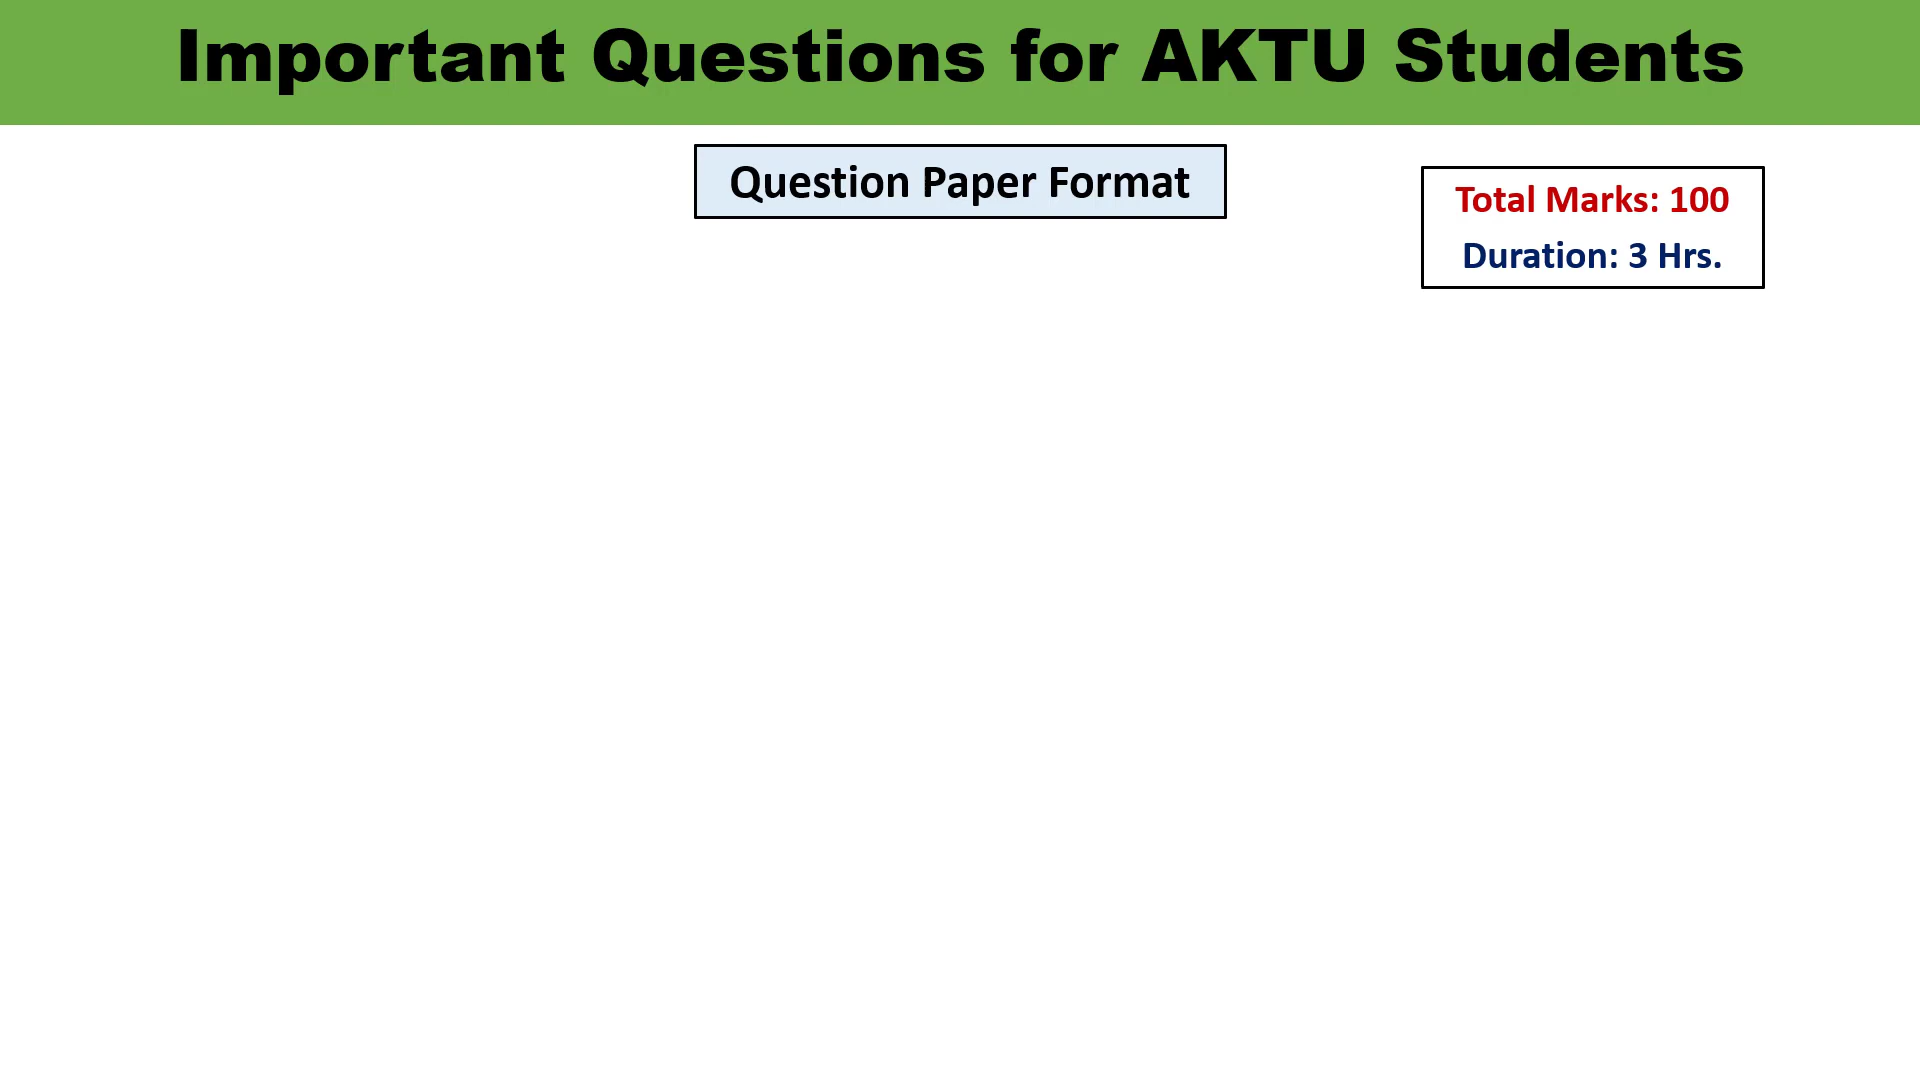 Important Questions for AKTU Students
Question Paper Format
Total Marks: 100
Duration: 3 Hrs.